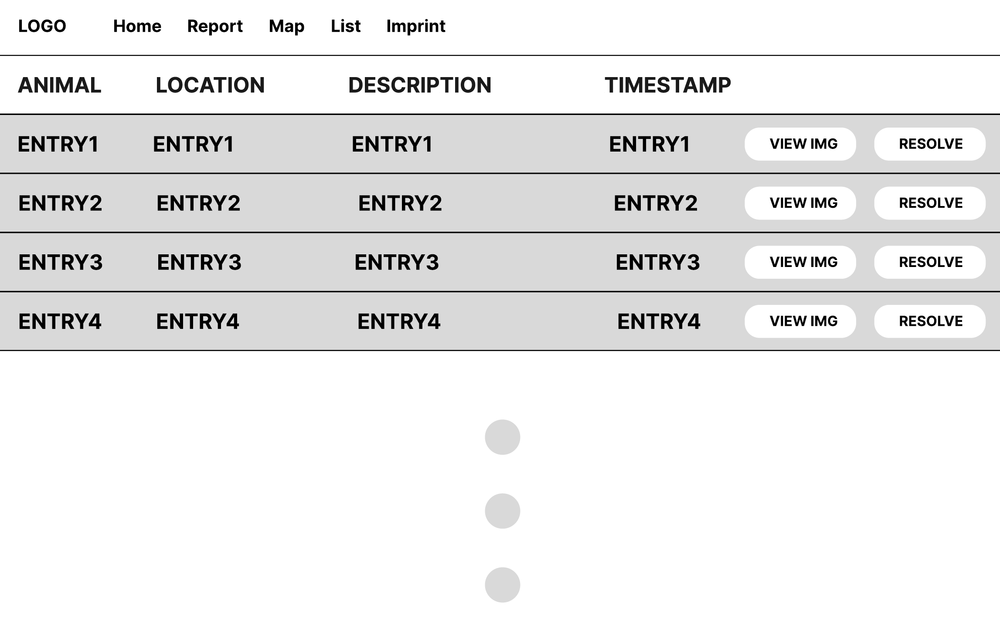 LOGO Home Report Map List Imprint
ANIMAL LOCATION DESCRIPTION TIMESTAMP
ENTRY1 ENTRY1 ENTRY1 ENTRY1 VIEW IMG RESOLVE
ENTRY2 ENTRY2 ENTRY2 ENTRY2 VIEW IMG RESOLVE
ENTRY3 ENTRY3 ENTRY3 ENTRY3 VIEW IMG RESOLVE
ENTRY4 ENTRY4 ENTRY4 ENTRY4 VIEW IMG RESOLVE